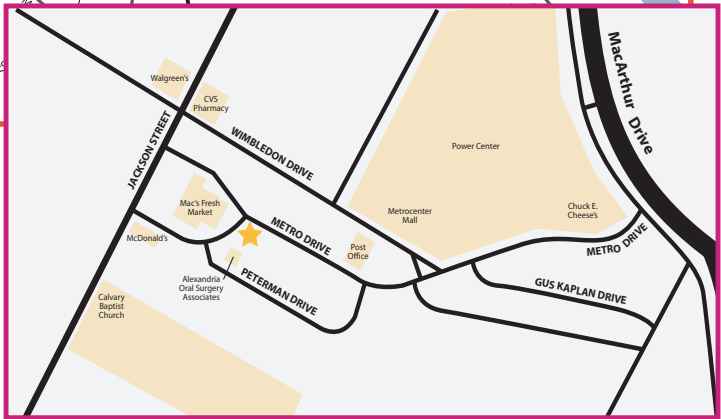 MacArthur Drive
Walgreen's
CVS
Pharmacy
JACKSON STREET
WIMBLEDON DRIVE
Power Center
Mac's Fresh
Market
Metrocenter
Mall
Chuck E.
Cheese's
McDonald's
METRO DRIVE
Post
Office
METRO DRIVE
Alexandria
Oral Surgery
Associates
PETERMAN DRIVE
GUS KAPLAN DRIVE
Calvary
Baptist
Church